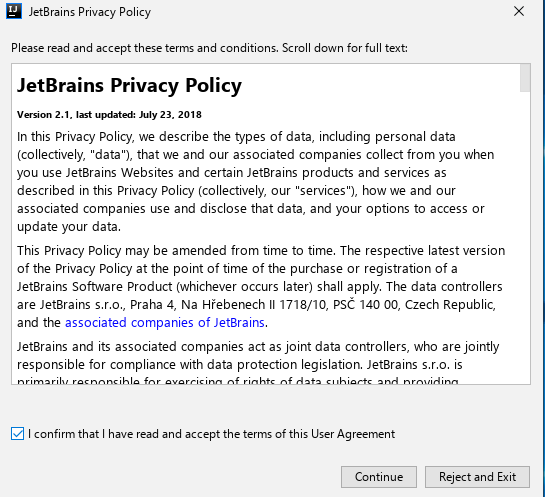 IJ JetBrains Privacy Policy
Please read and accept these terms and conditions. Scroll down for full text:
JetBrains Privacy Policy
Version 2.1, last updated: July 23, 2018
In this Privacy Policy, we describe the types of data, including personal data
(collectively, "data"), that we and our associated companies collect from you when
you use JetBrains Websites and certain JetBrains products and services as
described in this Privacy Policy (collectively, our "services"), how we and our
associated companies use and disclose that data, and your options to access or
update your data.
This Privacy Policy may be amended from time to time. The respective latest version
of the Privacy Policy at the point of time of the purchase or registration of a
JetBrains Software Product (whichever occurs later) shall apply. The data controllers
are JetBrains s.r.o., Praha 4, Na Hřebenech II 1718/10, PSČ 140 00, Czech Republic,
and the associated companies of JetBrains.
JetBrains and its associated companies act as joint data controllers, who are jointly
responsible for compliance with data protection legislation. JetBrains s.r.o. is
primarily responsible for exercising of rights of data subjects and providing
I confirm that I have read and accept the terms of this User Agreement
Continue Reject and Exit